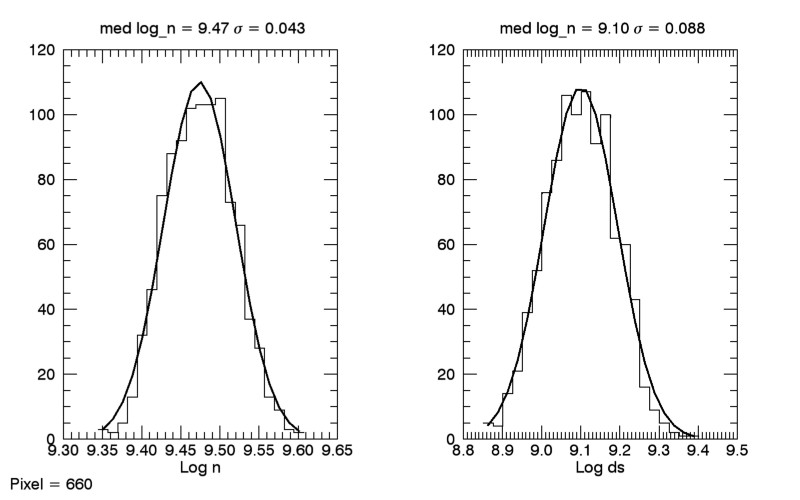 med log_n = 9.47 σ = 0.043
120
100
80
60
40
20
0
9.30 9.35 9.40 9.45 9.50 9.55 9.60 9.65
Log n
med log_n = 9.10 σ = 0.088
120
100
80
60
40
20
0
8.8 8.9 9.0 9.1 9.2 9.3 9.4 9.5
Log ds
Pixel = 660